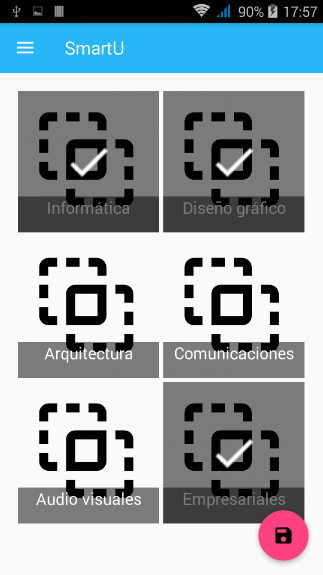 90% 17:57
SmartU
Informática Diseño gráfico
Arquitectura Comunicaciones
Audio visuales Empresariales